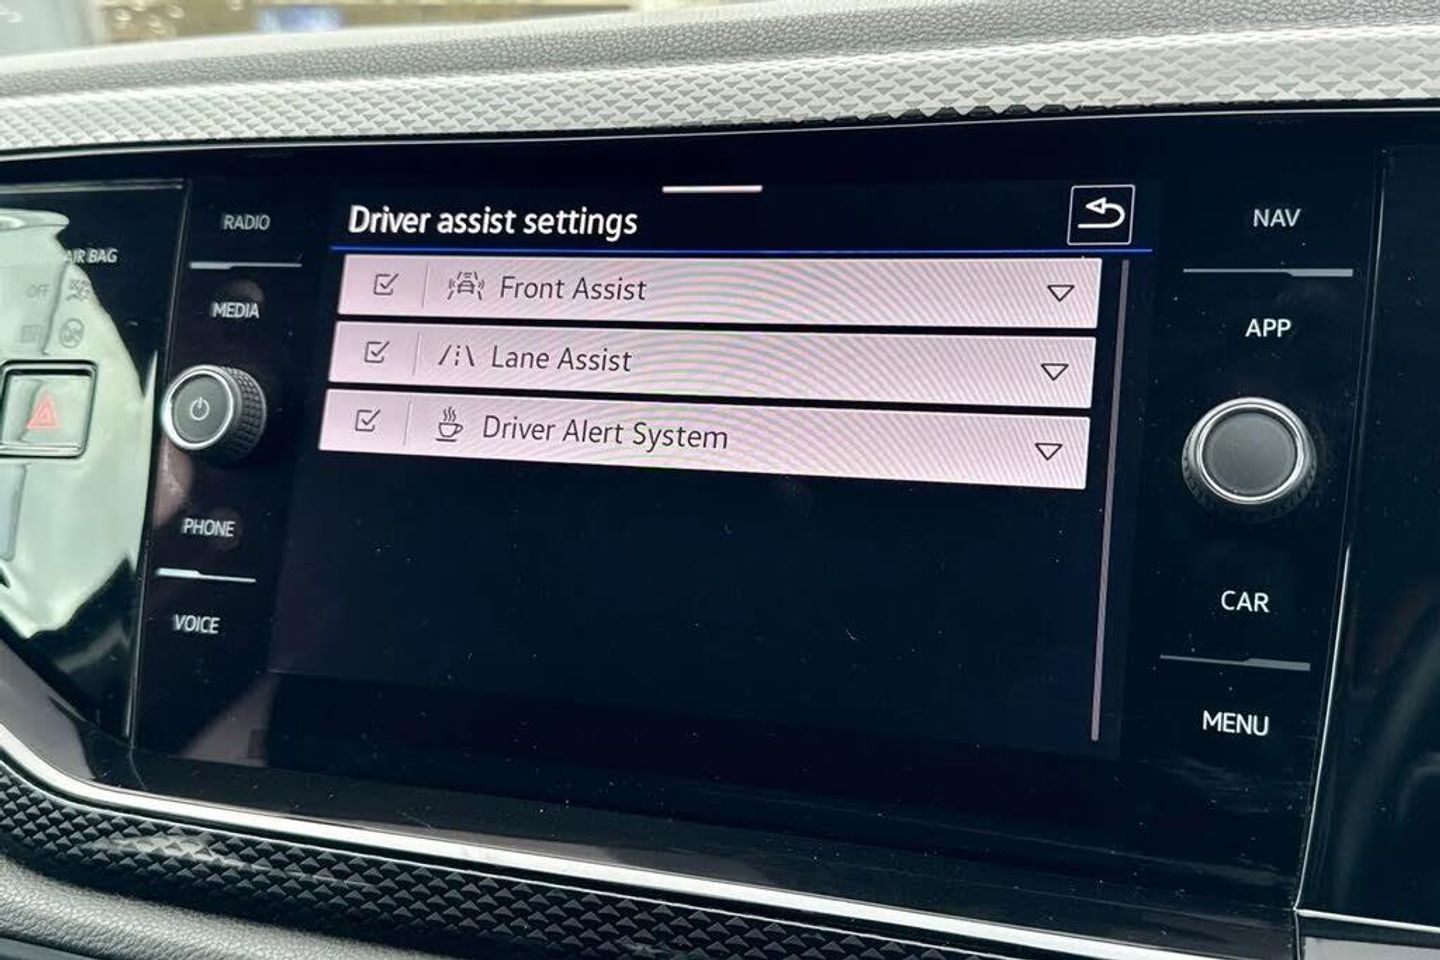 Driver assist settings
Front Assist
Lane Assist
Driver Alert System
AIR BAG
OFF
RADIO
MEDIA
PHONE
VOICE
NAV
APP
CAR
MENU